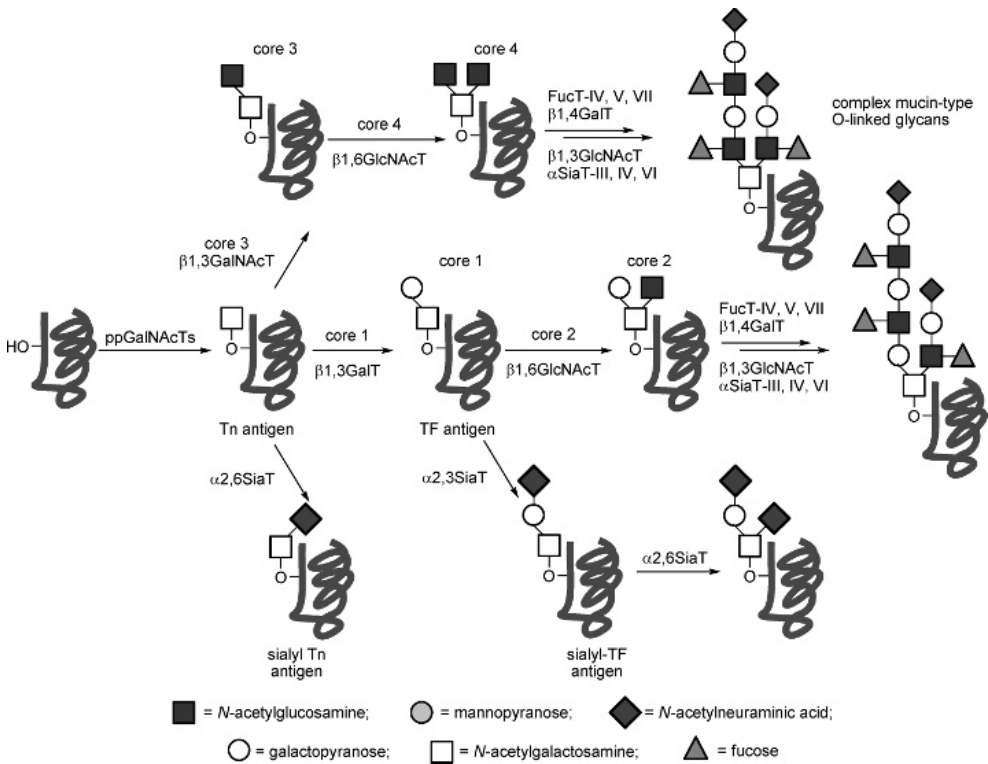 core 3
core 4
FucT-IV, V, VII
β1,4GalT
β1,3GlcNAcT
αSiaT-III, IV, VI
complex mucin-type
O-linked glycans
core 4
β1,6GlcNAcT
O
O
O
core 3
β1,3GalNAcT
core 1
core 2
HO
ppGalNAcTs
O
core 1
β1,3GalT
O
core 2
β1,6GlcNAcT
O
FucT-IV, V, VII
β1,4GalT
β1,3GlcNAcT
αSiaT-III, IV, VI
O
Tn antigen
TF antigen
α2,6SiaT
α2,3SiaT
O
O
α2,6SiaT
O
sialyl Tn
antigen
sialyl-TF
antigen
= N-acetylglucosamine;
= mannopyranose;
= N-acetylneuraminic acid;
= galactopyranose;
= N-acetylgalactosamine;
= fucose